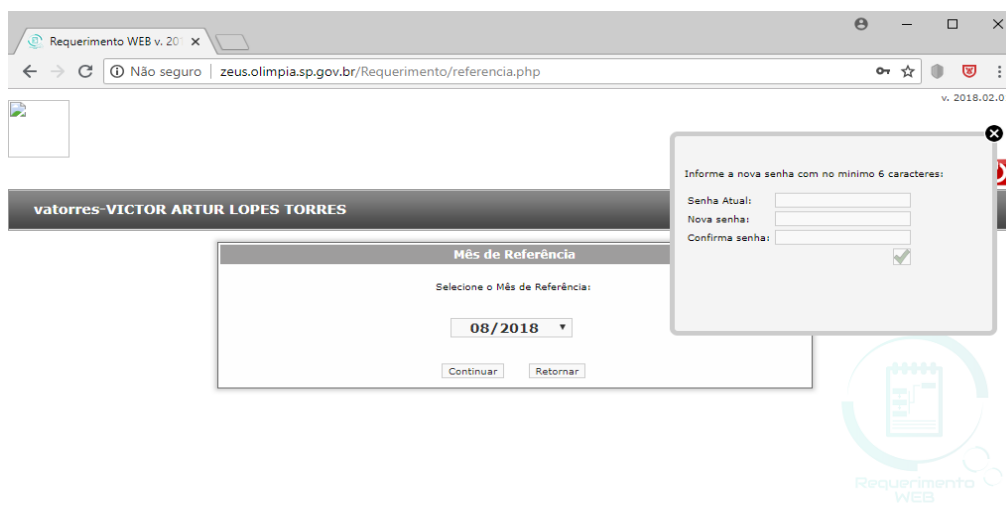 Requerimento WEB v. 201
Não seguro | zeus.olimpia.sp.gov.br/Requerimento/referencia.php
v. 2018.02.0
Informe a nova senha com no minimo 6 caracteres:
Senha Atual:
Nova senha:
Confirma senha:
vatorres-VICTOR ARTUR LOPES TORRES
Mês de Referência
Selecione o Mês de Referência:
08/2018
Continuar Retornar
Requerimento
WEB